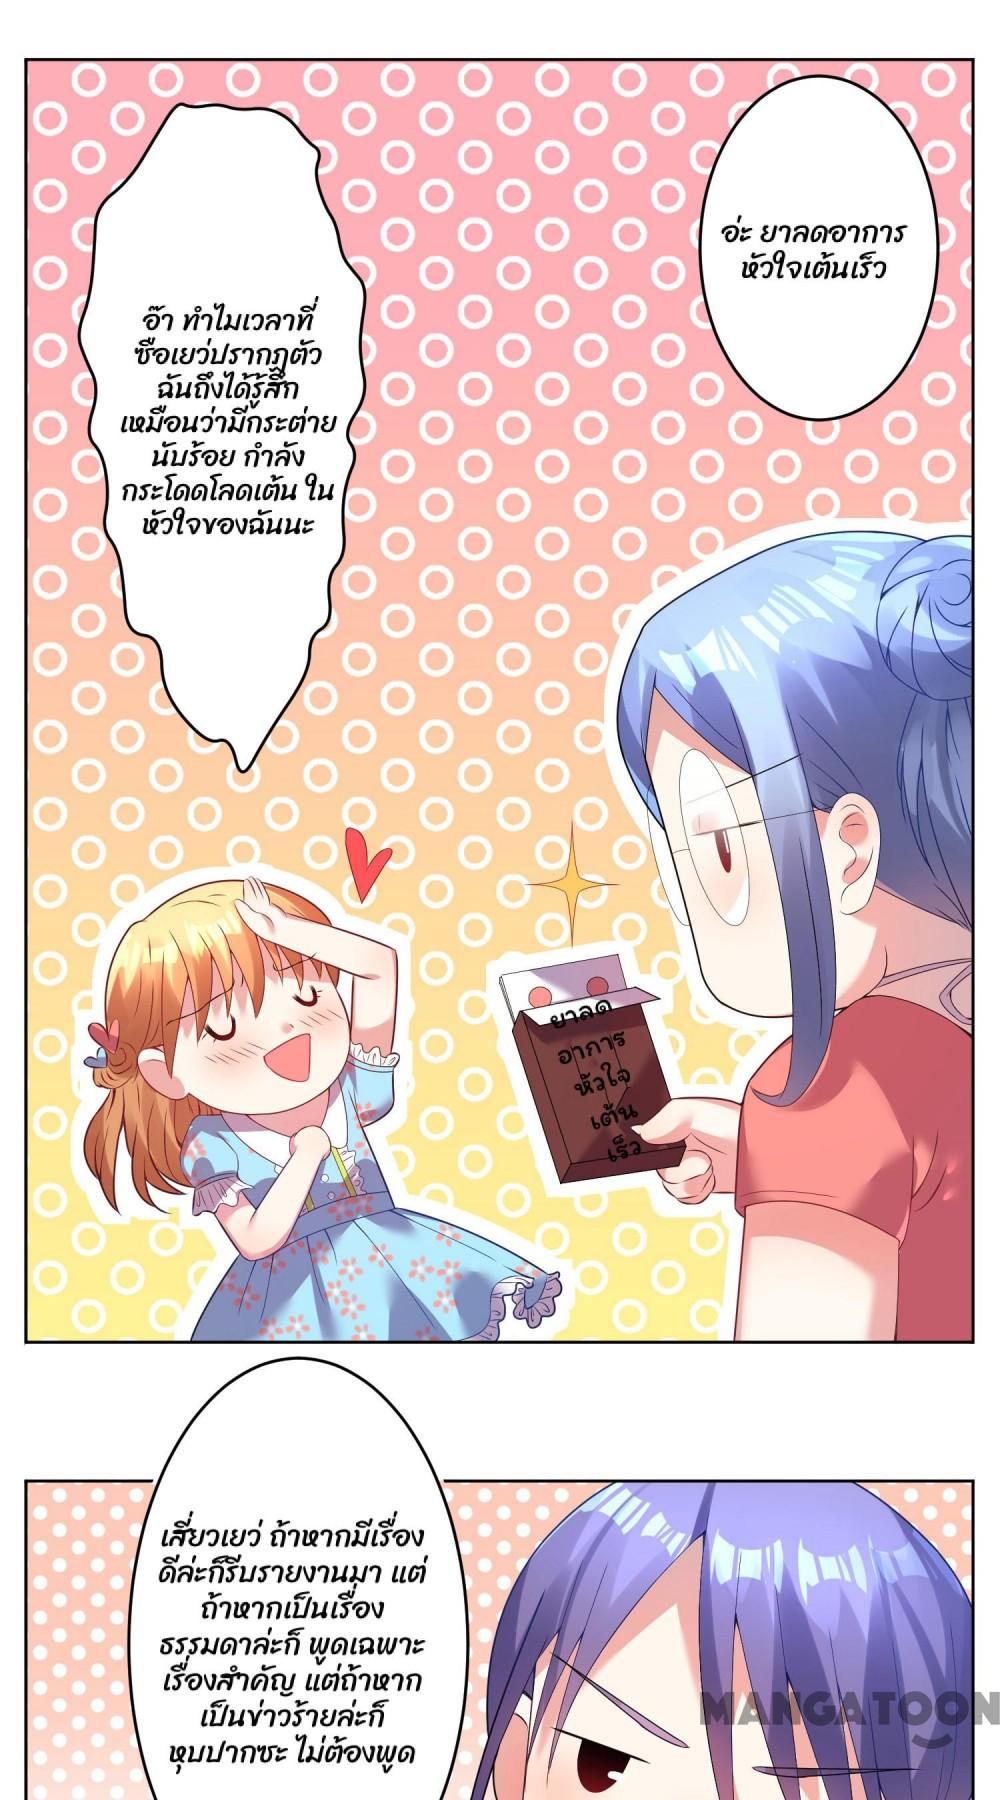 อ่ะ ยาลดอาการ
หัวใจเต้นเร็ว
อ๊า ทำไมเวลาที่
ซือเยว่ปรากฏตัว
ฉันถึงได้รู้สึก
เหมือนว่ามีกระต่าย
นับร้อย กำลัง
กระโดดโลดเต้น ใน
หัวใจของฉันนะ
ยาลด
อาการ
หัวใจ
เต้น
เร็ว
เสี่ยวเยว่ ถ้าหากมีเรื่อง
ดีล่ะก็รีบรายงานมา แต่
ถ้าหากเป็นเรื่อง
ธรรมดาล่ะก็ พูดเฉพาะ
เรื่องสำคัญ แต่ถ้าหาก
เป็นข่าวร้ายล่ะก็
หุบปากซะ ไม่ต้องพูด
MANGATOON